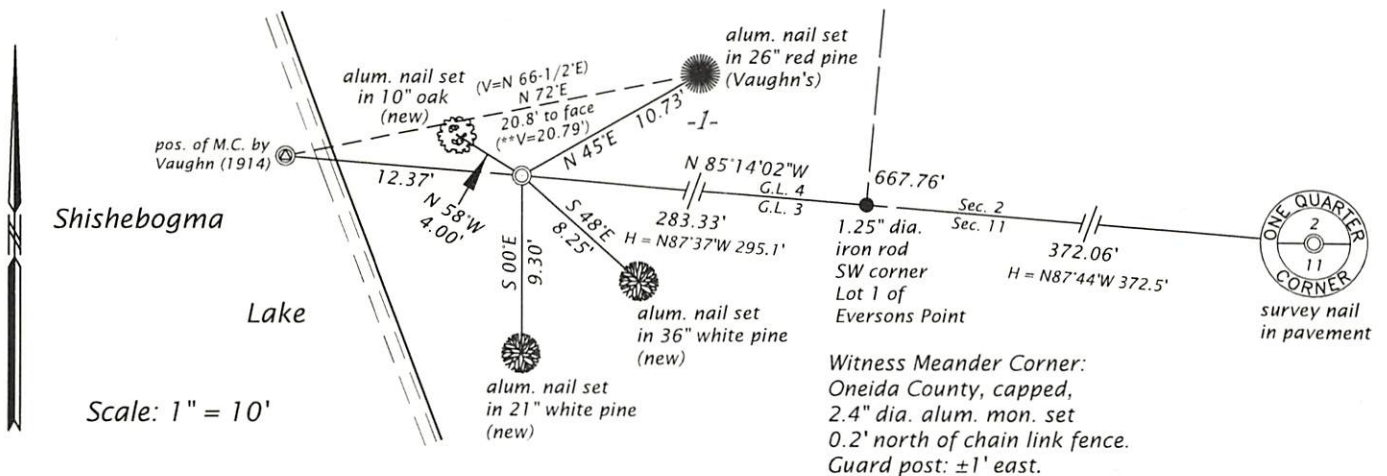 alum. nail set
in 26" red pine
(Vaughn's)
alum. nail set
in 10" oak
(new)
(V=N 66-1/2°E)
N 72°E
20.8' to face
(**V=20.79')
N 45°E
10.73'
-1-
pos. of M.C. by
Vaughn (1914)
12.37'
N 58°W
4.00'
S 00°E
9.30'
S 48°E
8.25'
N 85°14'02"W
G.L. 4
G.L. 3
283.33'
H = N87°37'W 295.1'
667.76'
Sec. 2
Sec. 11
372.06'
H = N87°44'W 372.5'
1.25" dia.
iron rod
SW corner
Lot 1 of
Eversons Point
ONE QUARTER
2
11
CORNER
survey nail
in pavement
Shishebogma
Lake
alum. nail set
in 36" white pine
(new)
alum. nail set
in 21" white pine
(new)
Scale: 1" = 10'
Witness Meander Corner:
Oneida County, capped,
2.4" dia. alum. mon. set
0.2' north of chain link fence.
Guard post: ±1' east.